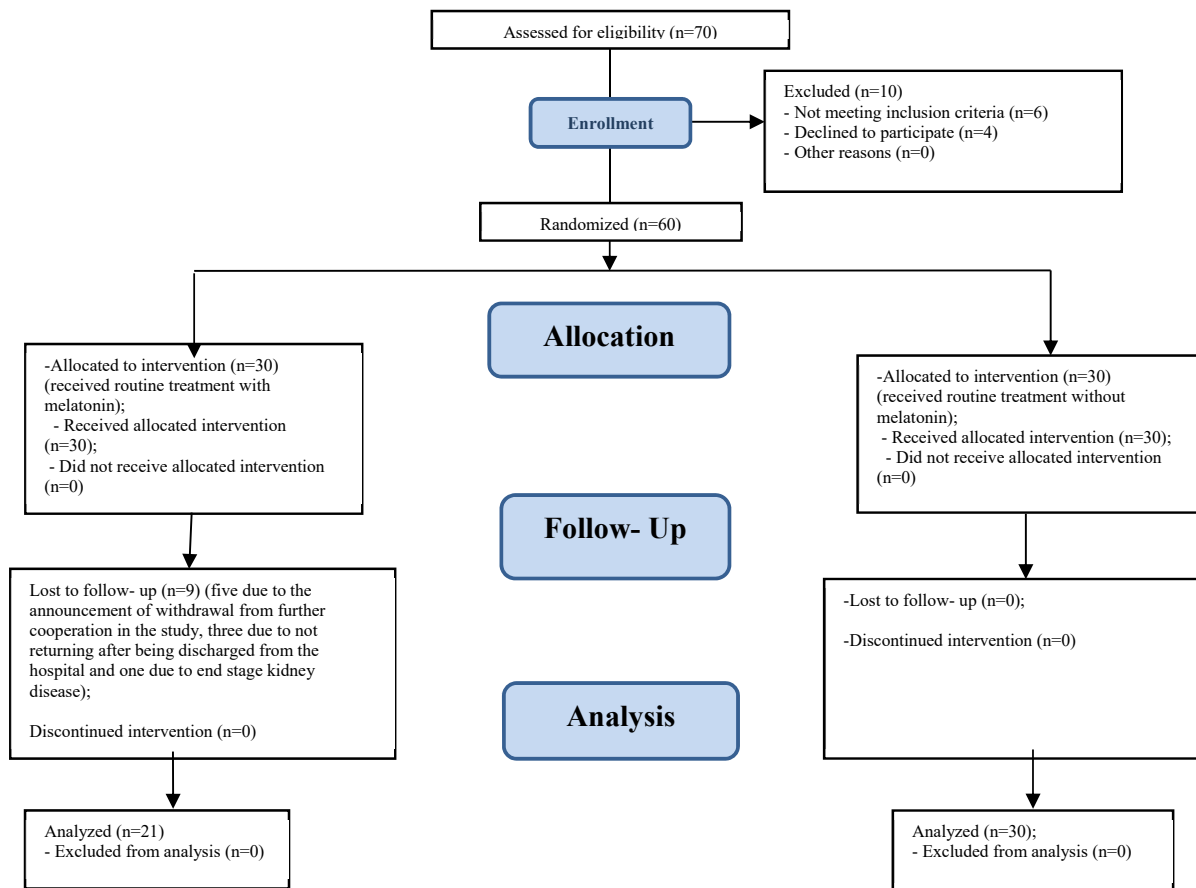 Assessed for eligibility (n=70)
Enrollment
Excluded (n=10)
- Not meeting inclusion criteria (n=6)
- Declined to participate (n=4)
- Other reasons (n=0)
Randomized (n=60)
Allocation
-Allocated to intervention (n=30)
(received routine treatment with
melatonin);
- Received allocated intervention
(n=30);
- Did not receive allocated intervention
(n=0)
-Allocated to intervention (n=30)
(received routine treatment without
melatonin);
- Received allocated intervention (n=30);
- Did not receive allocated intervention
(n=0)
Follow- Up
Lost to follow- up (n=9) (five due to the
announcement of withdrawal from further
cooperation in the study, three due to not
returning after being discharged from the
hospital and one due to end stage kidney
disease);
Discontinued intervention (n=0)
-Lost to follow- up (n=0);
-Discontinued intervention (n=0)
Analysis
Analyzed (n=21)
- Excluded from analysis (n=0)
Analyzed (n=30);
- Excluded from analysis (n=0)